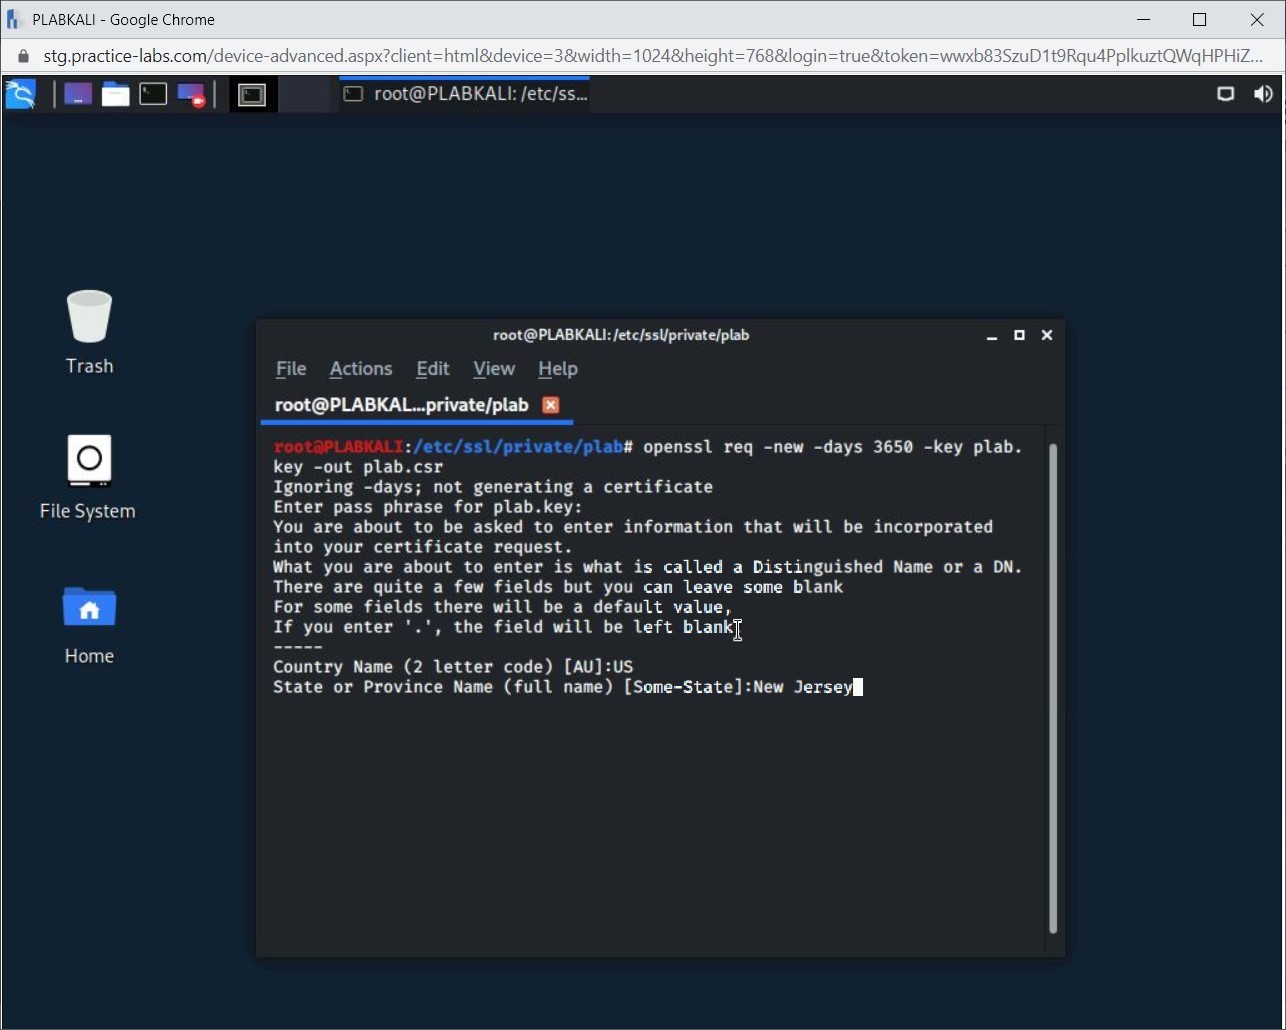 PLABKALI - Google Chrome
stg.practice-labs.com/device-advanced.aspx?client=html&device=3&width=1024&height=768&login=true&token=wwxb83SzuD1t9Rqu4PplkuztQWqHPHiZ...
root@PLABKALI: /etc/ss...
Trash
File System
Home
root@PLABKALI:/etc/ssl/private/plab
File Actions Edit View Help
root@PLABKAL...private/plab
root@PLABKALI:/etc/ssl/private/plab# openssl req -new -days 3650 -key plab.
key -out plab.csr
Ignoring -days; not generating a certificate
Enter pass phrase for plab.key:
You are about to be asked to enter information that will be incorporated
into your certificate request.
What you are about to enter is what is called a Distinguished Name or a DN.
There are quite a few fields but you can leave some blank
For some fields there will be a default value,
If you enter '.', the field will be left blank
-----
Country Name (2 letter code) [AU]:US
State or Province Name (full name) [Some-State]:New Jersey